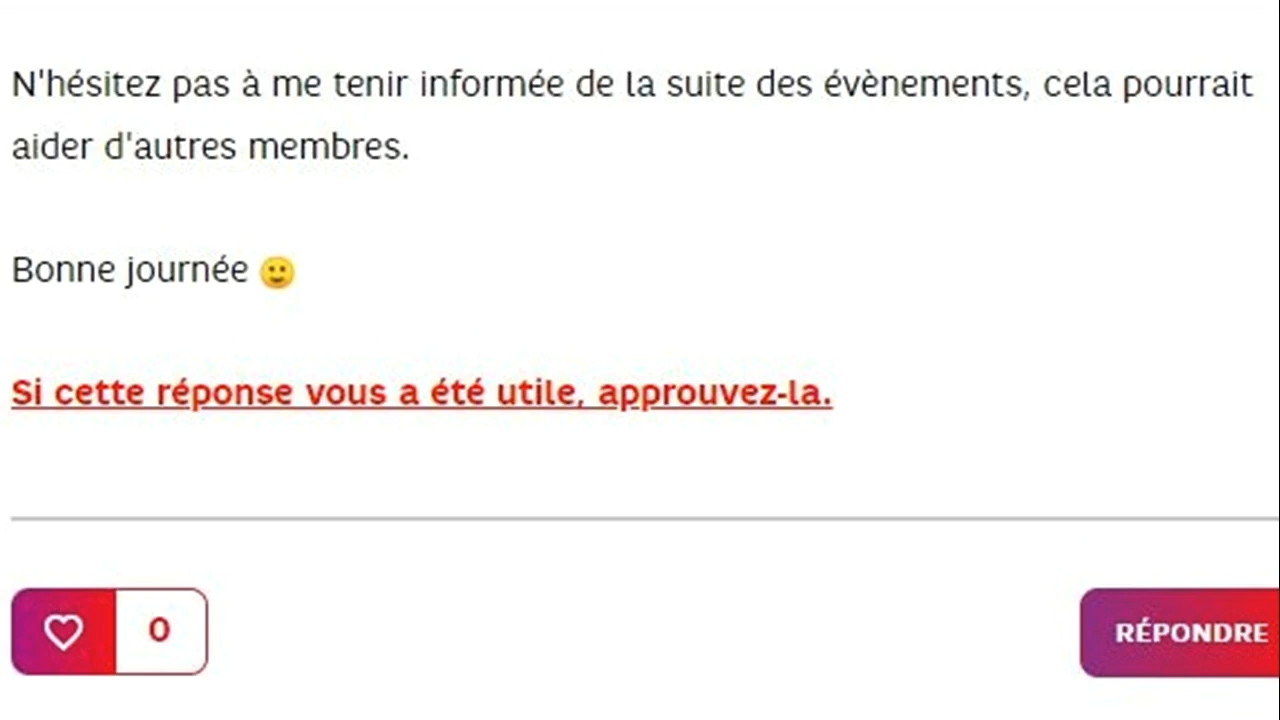 N'hésitez pas à me tenir informée de la suite des évènements, cela pourrait
aider d'autres membres.
Bonne journée 🙂
Si cette réponse vous a été utile, approuvez-la.
0
RÉPONDRE